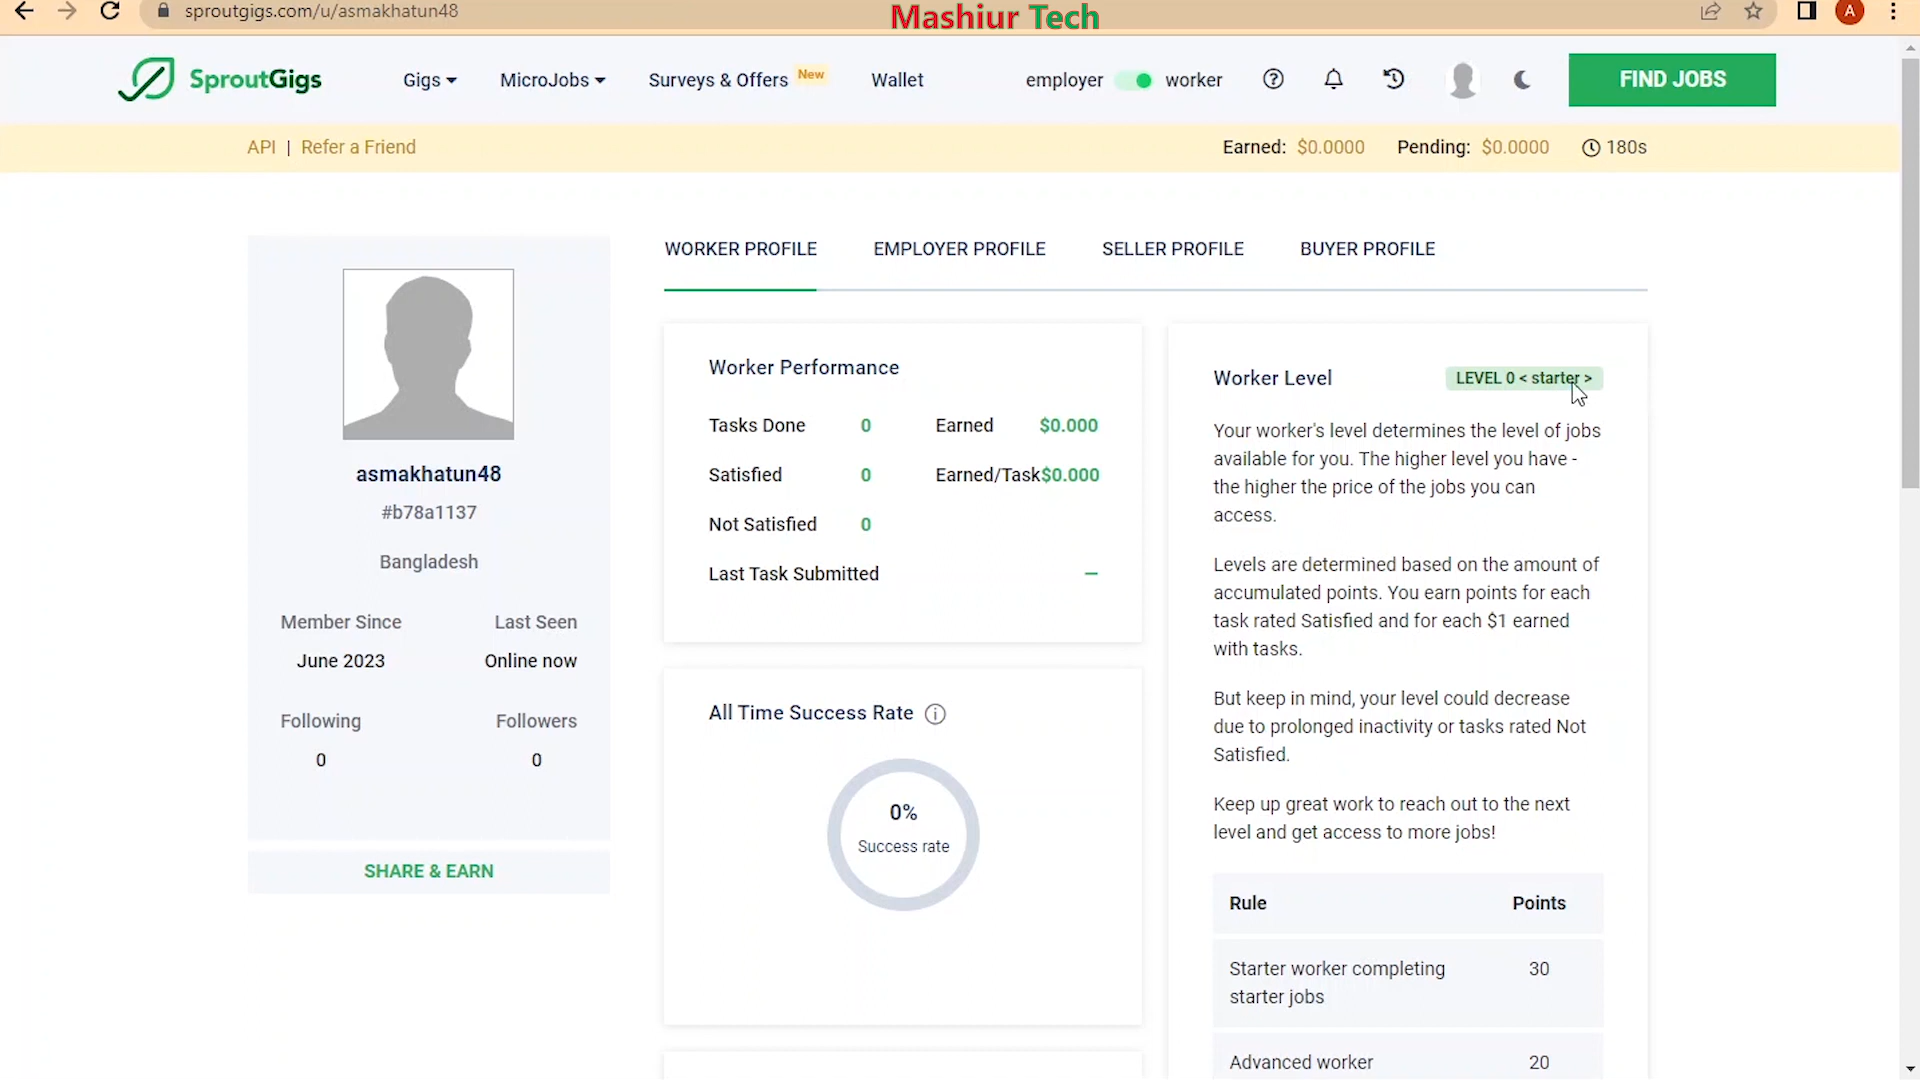 sproutgigs.com/u/asmakhatun48
Mashiur Tech
A
SproutGigs
Gigs
MicroJobs
Surveys & Offers New
Wallet
employer worker
FIND JOBS
API | Refer a Friend
Earned: $0.0000 Pending: $0.0000 180s
WORKER PROFILE EMPLOYER PROFILE SELLER PROFILE BUYER PROFILE
asmakhatun48
#b78a1137
Bangladesh
Member Since Last Seen
June 2023 Online now
Following Followers
0 0
SHARE & EARN
Worker Performance
Tasks Done 0 Earned $0.000
Satisfied 0 Earned/Task$0.000
Not Satisfied 0
Last Task Submitted –
All Time Success Rate
0%
Success rate
Worker Level LEVEL 0 < starter >
Your worker's level determines the level of jobs
available for you. The higher level you have -
the higher the price of the jobs you can
access.
Levels are determined based on the amount of
accumulated points. You earn points for each
task rated Satisfied and for each $1 earned
with tasks.
But keep in mind, your level could decrease
due to prolonged inactivity or tasks rated Not
Satisfied.
Keep up great work to reach out to the next
level and get access to more jobs!
Rule Points
Starter worker completing 30
starter jobs
Advanced worker 20